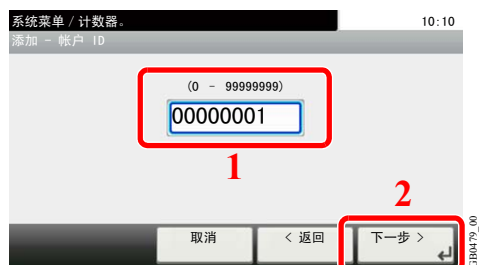 系统菜单 / 计数器。 10:10
添加 - 帐户 ID
(0 - 99999999)
00000001
1
2
取消 < 返回 下一步 >
GB0479_00